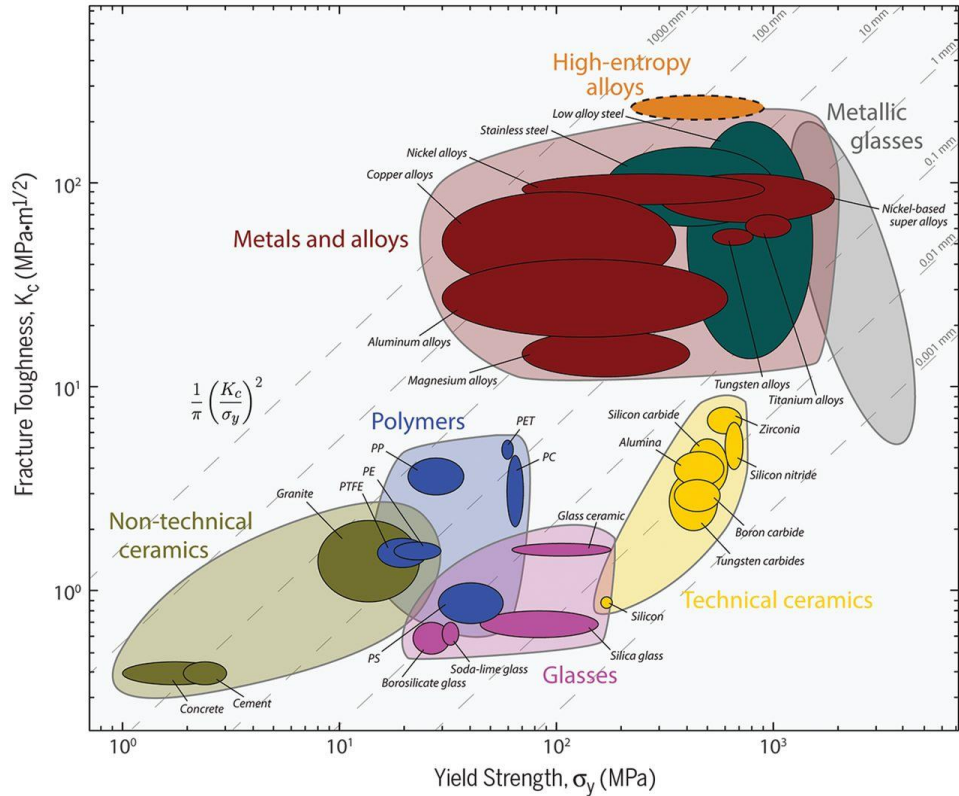 1000 mm
100 mm
10 mm
1 mm
High-entropy
alloys
Low alloy steel
Stainless steel
Metallic
glasses
0.1 mm
Nickel alloys
Copper alloys
10²
Nickel-based
super alloys
Metals and alloys
0.01 mm
Aluminum alloys
0.001 mm
Magnesium alloys
Tungsten alloys
Titanium alloys
10¹
Fracture Toughness, K_c (MPa•m^1/2)
1/π (K_c/σ_y)²
Polymers
PET
PP
PC
PE
PTFE
Granite
Silicon carbide
Zirconia
Alumina
Silicon nitride
Non-technical
ceramics
Glass ceramic
Boron carbide
Tungsten carbides
10⁰
Technical ceramics
Silicon
PS
Soda-lime glass
Silica glass
Borosilicate glass
Glasses
Cement
Concrete
10⁰
10¹
10²
10³
Yield Strength, σ_y (MPa)